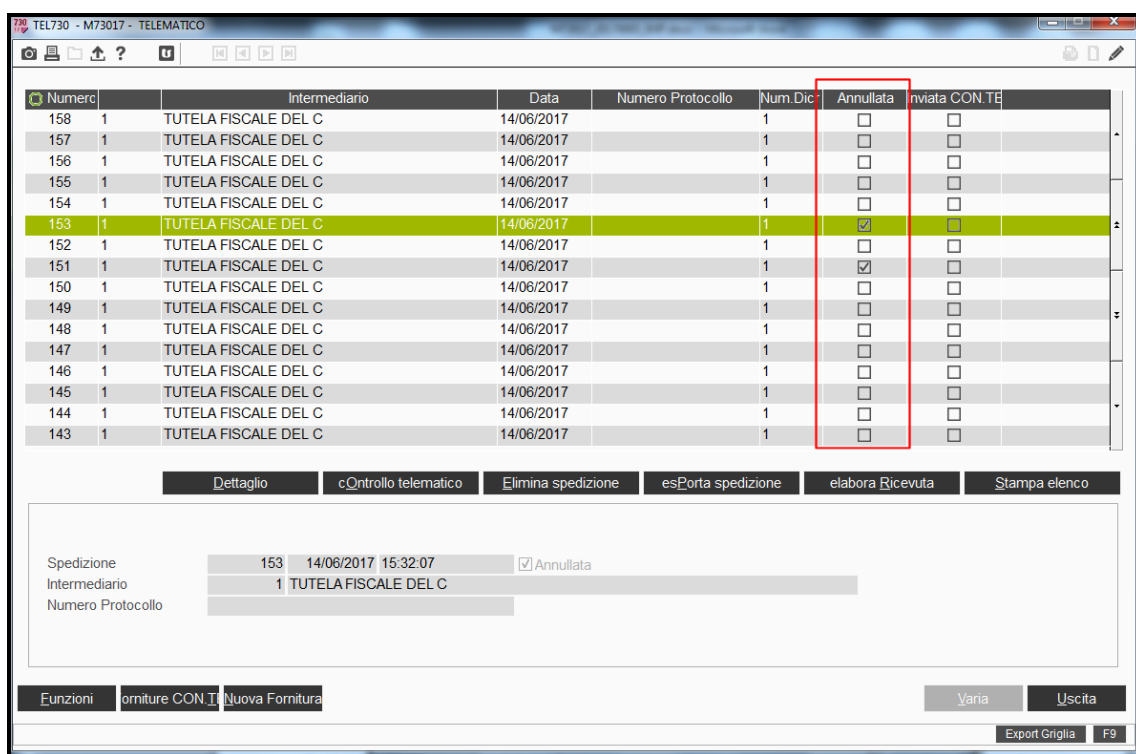 TEL730 - M73017 - TELEMATICO
Numero Intermediario Data Numero Protocollo Num.Dicr Annullata Inviata CON.TE
158 1 TUTELA FISCALE DEL C 14/06/2017 1
157 1 TUTELA FISCALE DEL C 14/06/2017 1
156 1 TUTELA FISCALE DEL C 14/06/2017 1
155 1 TUTELA FISCALE DEL C 14/06/2017 1
154 1 TUTELA FISCALE DEL C 14/06/2017 1
153 1 TUTELA FISCALE DEL C 14/06/2017 1
152 1 TUTELA FISCALE DEL C 14/06/2017 1
151 1 TUTELA FISCALE DEL C 14/06/2017 1
150 1 TUTELA FISCALE DEL C 14/06/2017 1
149 1 TUTELA FISCALE DEL C 14/06/2017 1
148 1 TUTELA FISCALE DEL C 14/06/2017 1
147 1 TUTELA FISCALE DEL C 14/06/2017 1
146 1 TUTELA FISCALE DEL C 14/06/2017 1
145 1 TUTELA FISCALE DEL C 14/06/2017 1
144 1 TUTELA FISCALE DEL C 14/06/2017 1
143 1 TUTELA FISCALE DEL C 14/06/2017 1
Dettaglio cOntrollo telematico Elimina spedizione esPorta spedizione elabora Ricevuta Stampa elenco
Spedizione 153 14/06/2017 15:32:07 Annullata
Intermediario 1 TUTELA FISCALE DEL C
Numero Protocollo
Funzioni orniture CON.TE Nuova Fornitura Varia Uscita
Export Griglia F9